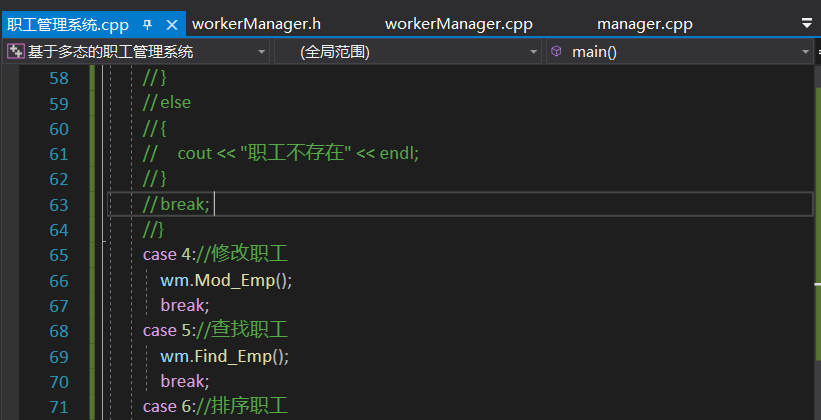 职工管理系统.cpp workerManager.h workerManager.cpp manager.cpp
基于多态的职工管理系统 (全局范围) main()
58 //}
59 //else
60 //{
61 // cout << "职工不存在" << endl;
62 //}
63 //break;
64 //}
65 case 4://修改职工
66 wm.Mod_Emp();
67 break;
68 case 5://查找职工
69 wm.Find_Emp();
70 break;
71 case 6://排序职工